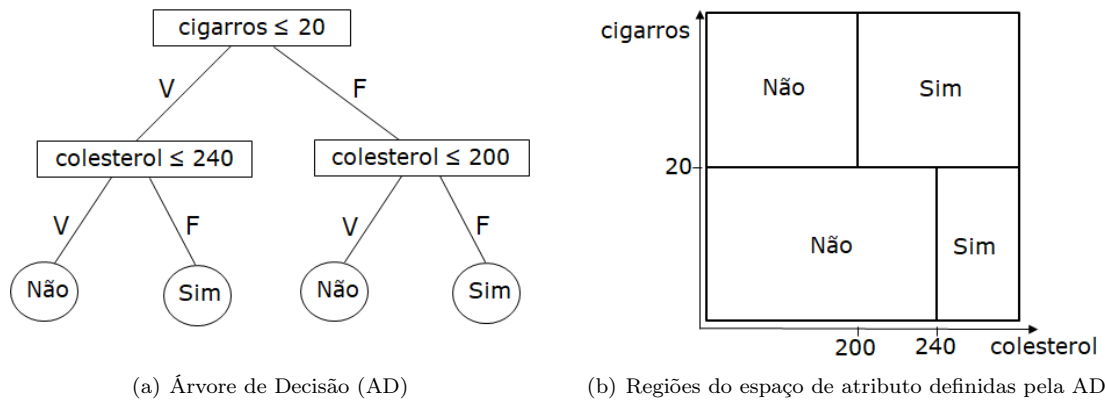 cigarros ≤ 20
V
F
colesterol ≤ 240
colesterol ≤ 200
V
F
V
F
Não
Sim
Não
Sim
(a) Árvore de Decisão (AD)
cigarros
Não
Sim
20
Não
Sim
200
240
colesterol
(b) Regiões do espaço de atributo definidas pela AD